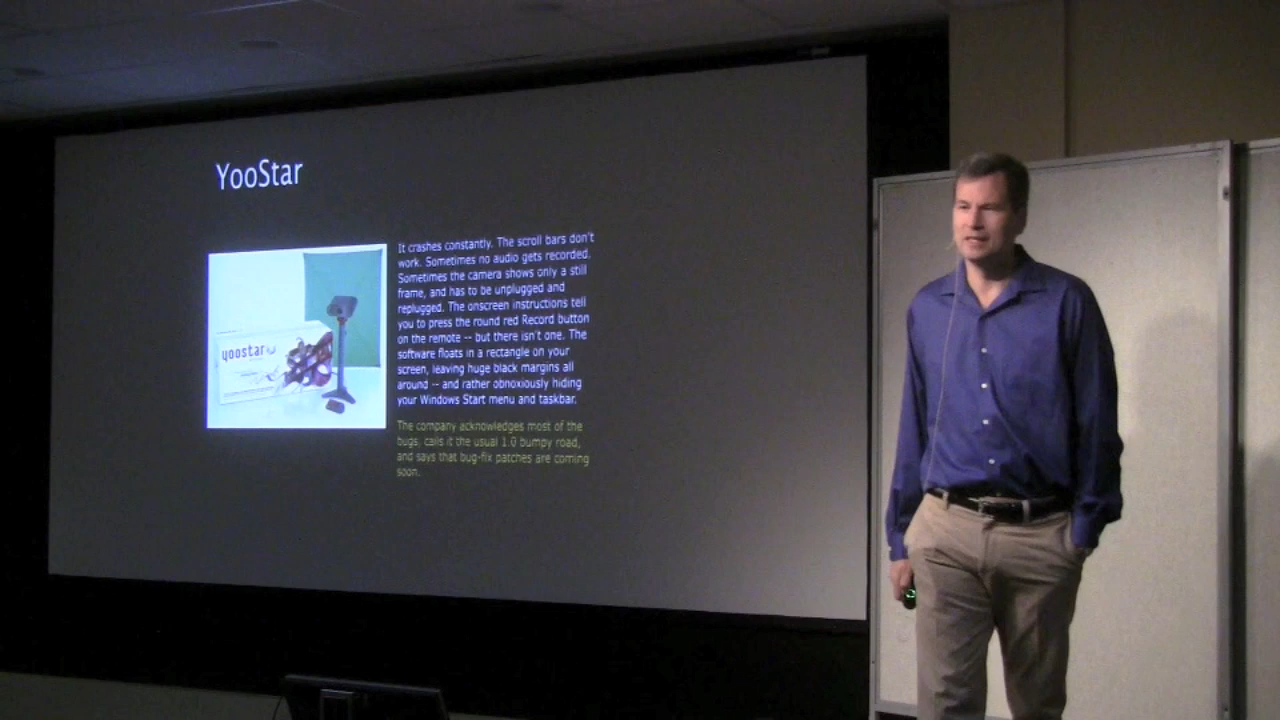 YooStar
It crashes constantly. The scroll bars don't
work. Sometimes no audio gets recorded.
Sometimes the camera shows only a still
frame, and has to be unplugged and
replugged. The onscreen instructions tell
you to press the round red Record button
on the remote -- but there isn't one. The
software floats in a rectangle on your
screen, leaving huge black margins all
around -- and rather obnoxiously hiding
your Windows Start menu and taskbar.
The company acknowledges most of the
bugs, calls it the usual 1.0 bumpy road,
and says that bug-fix patches are coming
soon.
yoostar